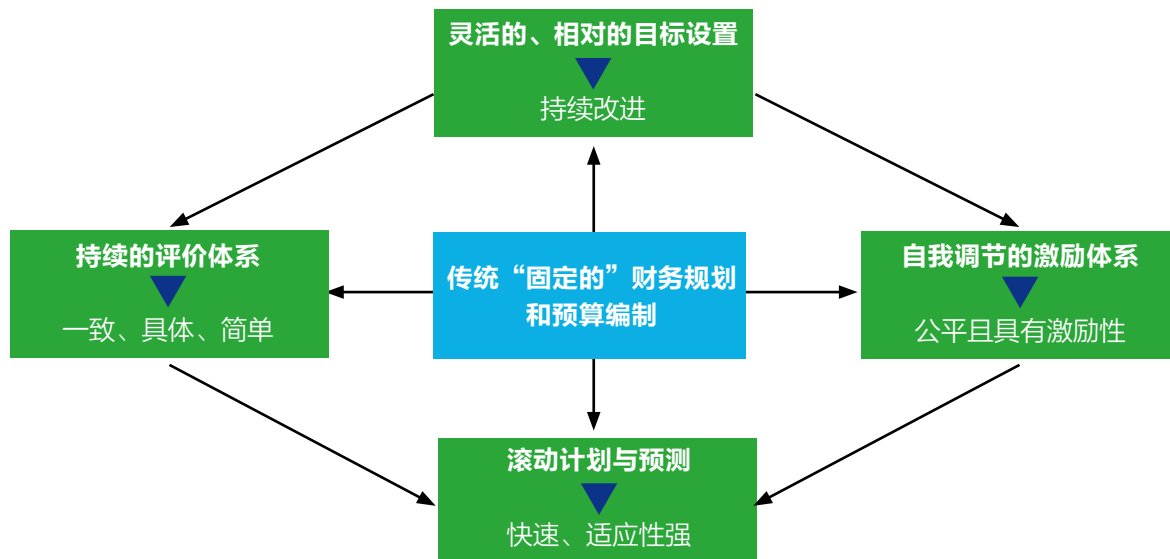 灵活的、相对的目标设置
持续改进
持续的评价体系
一致、具体、简单
传统“固定的”财务规划
和预算编制
自我调节的激励体系
公平且具有激励性
滚动计划与预测
快速、适应性强